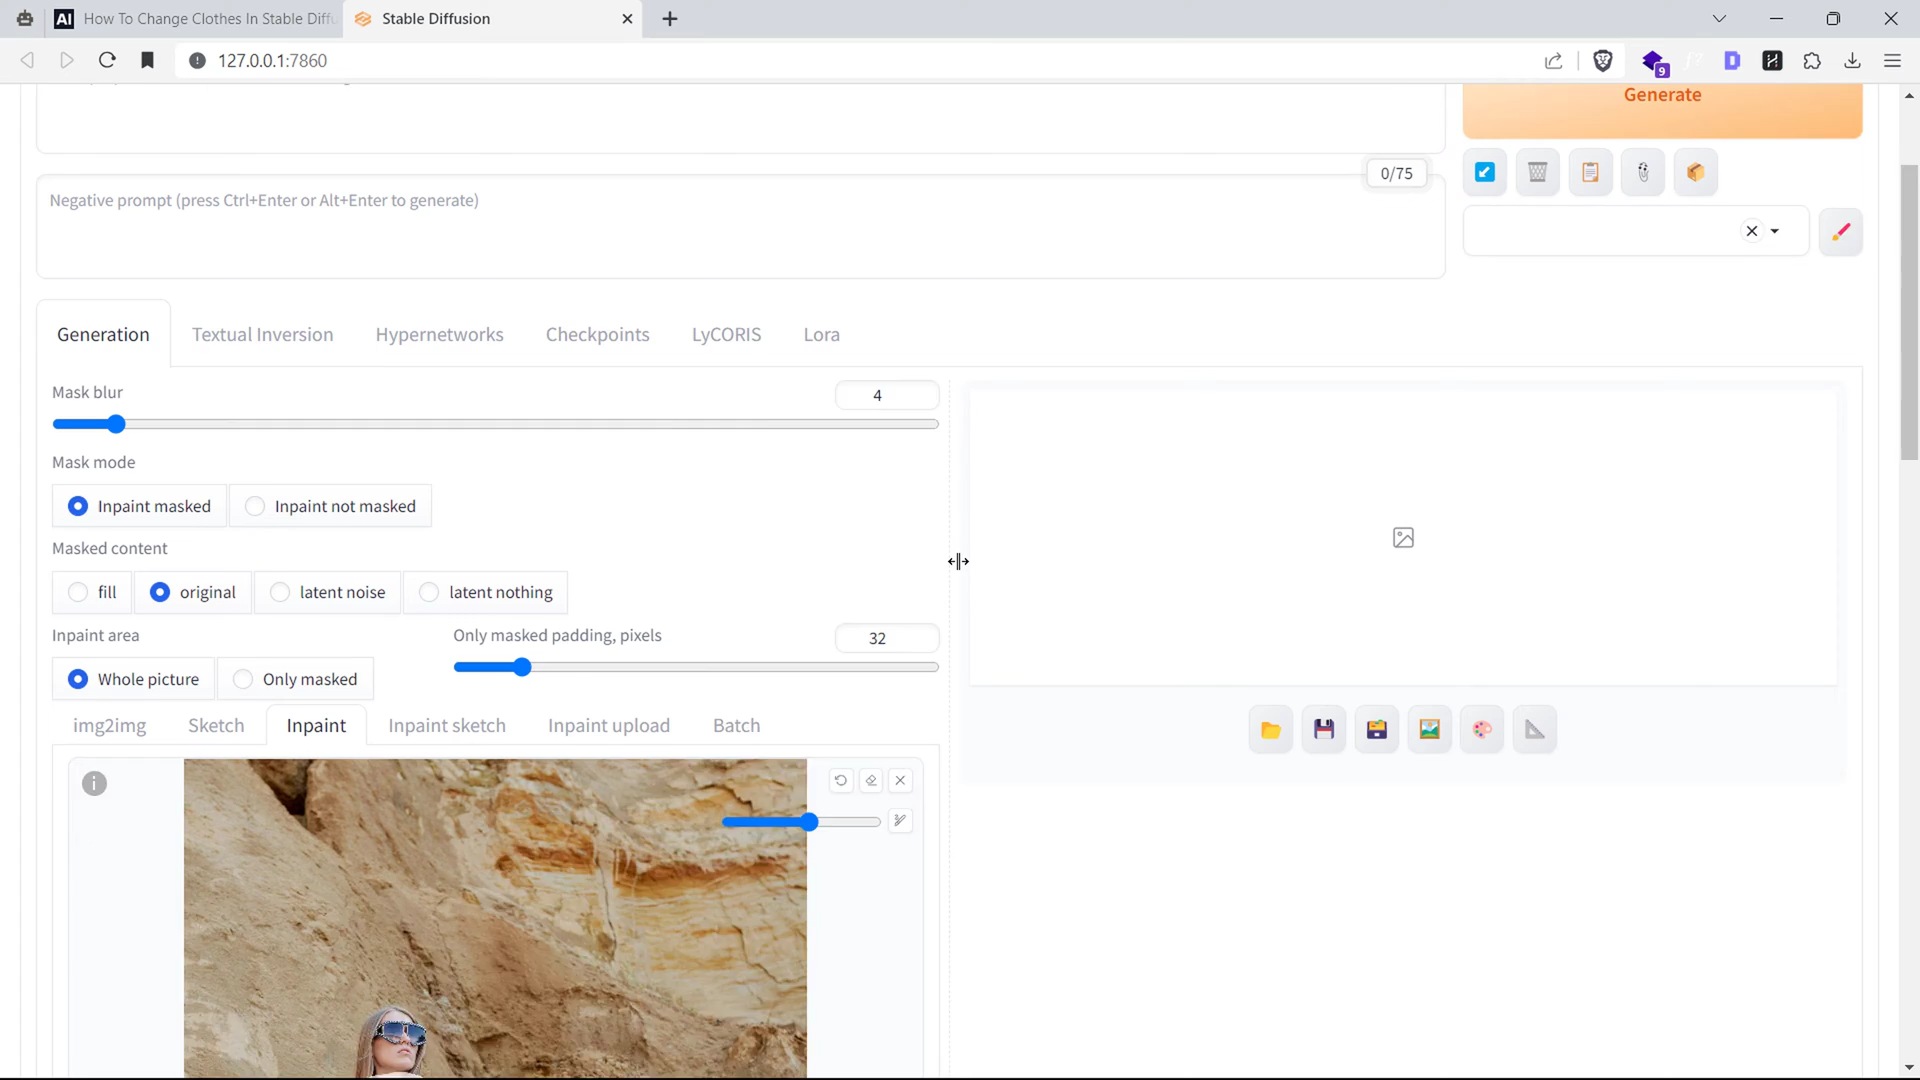 AI How To Change Clothes In Stable Diffu
Stable Diffusion
127.0.0.1:7860
9
Generate
0/75
Negative prompt (press Ctrl+Enter or Alt+Enter to generate)
Generation Textual Inversion Hypernetworks Checkpoints LyCORIS Lora
Mask blur 4
Mask mode
Inpaint masked Inpaint not masked
Masked content
fill original latent noise latent nothing
Inpaint area Only masked padding, pixels 32
Whole picture Only masked
img2img Sketch Inpaint Inpaint sketch Inpaint upload Batch